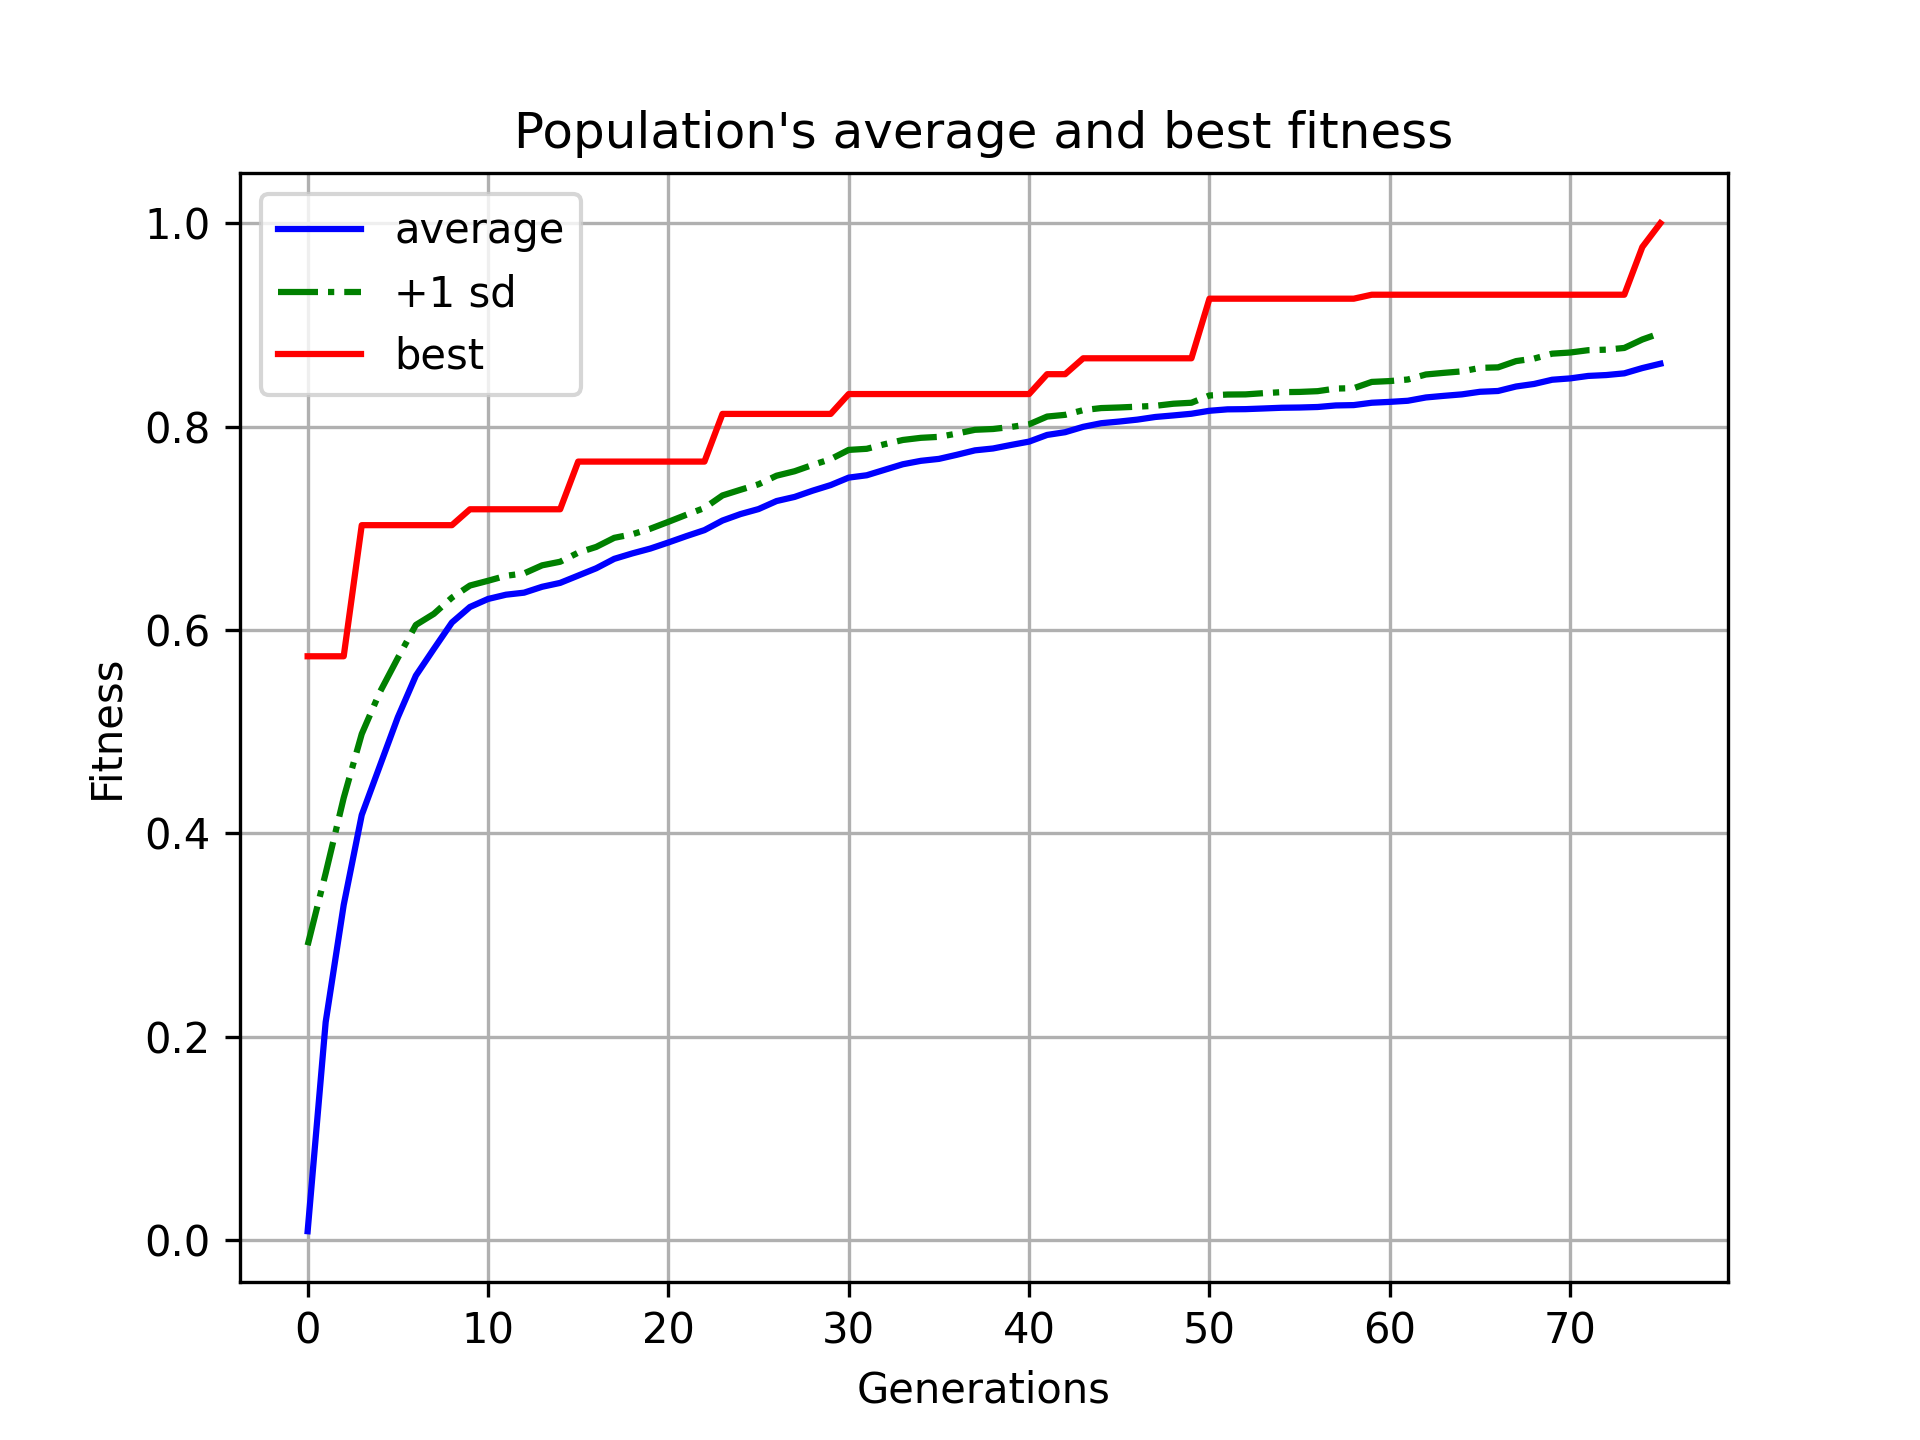 Population's average and best fitness
average
+1 sd
best
1.0
0.8
0.6
0.4
0.2
0.0
Fitness
0 10 20 30 40 50 60 70
Generations